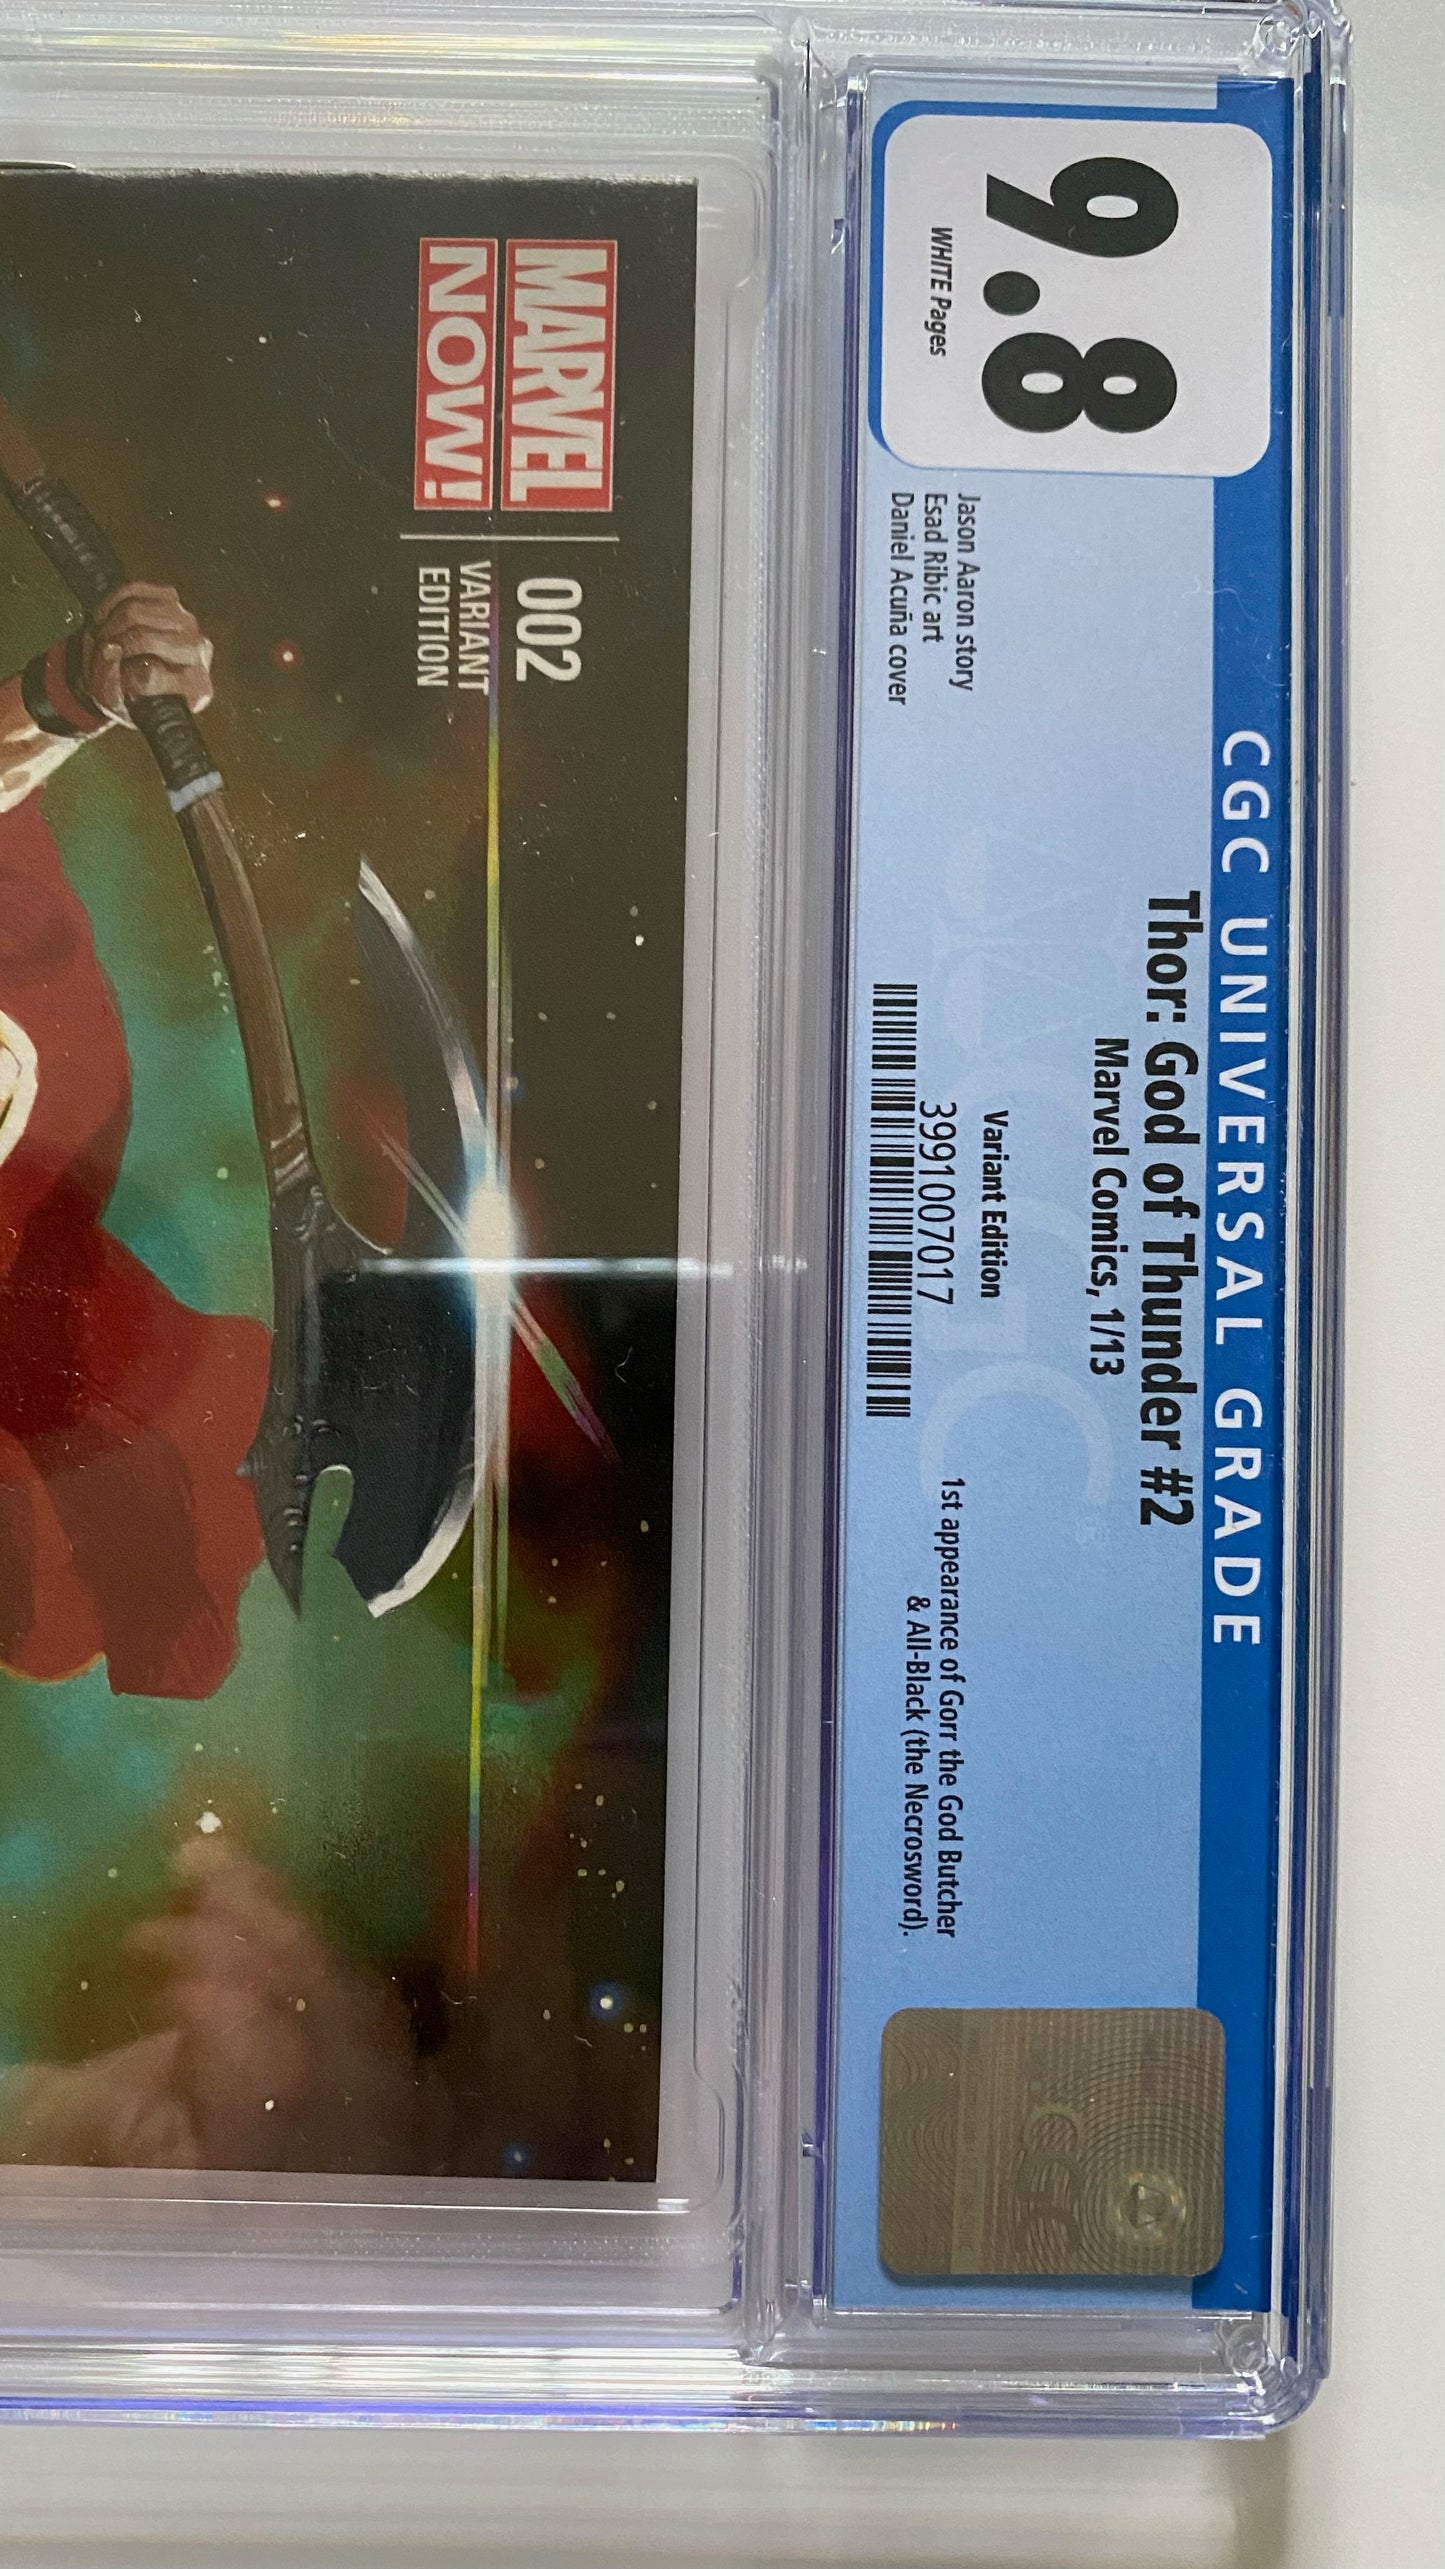 CGC UNIVERSAL GRADE
9.8
WHITE Pages
Thor: God of Thunder #2
Marvel Comics, 1/13
Jason Aaron story
Esad Ribic art
Daniel Acuña cover
Variant Edition
3991007017
1st appearance of Gorr the God Butcher
& All-Black (the Necrosword).
CGC
MARVEL
NOW!
002
VARIANT
EDITION